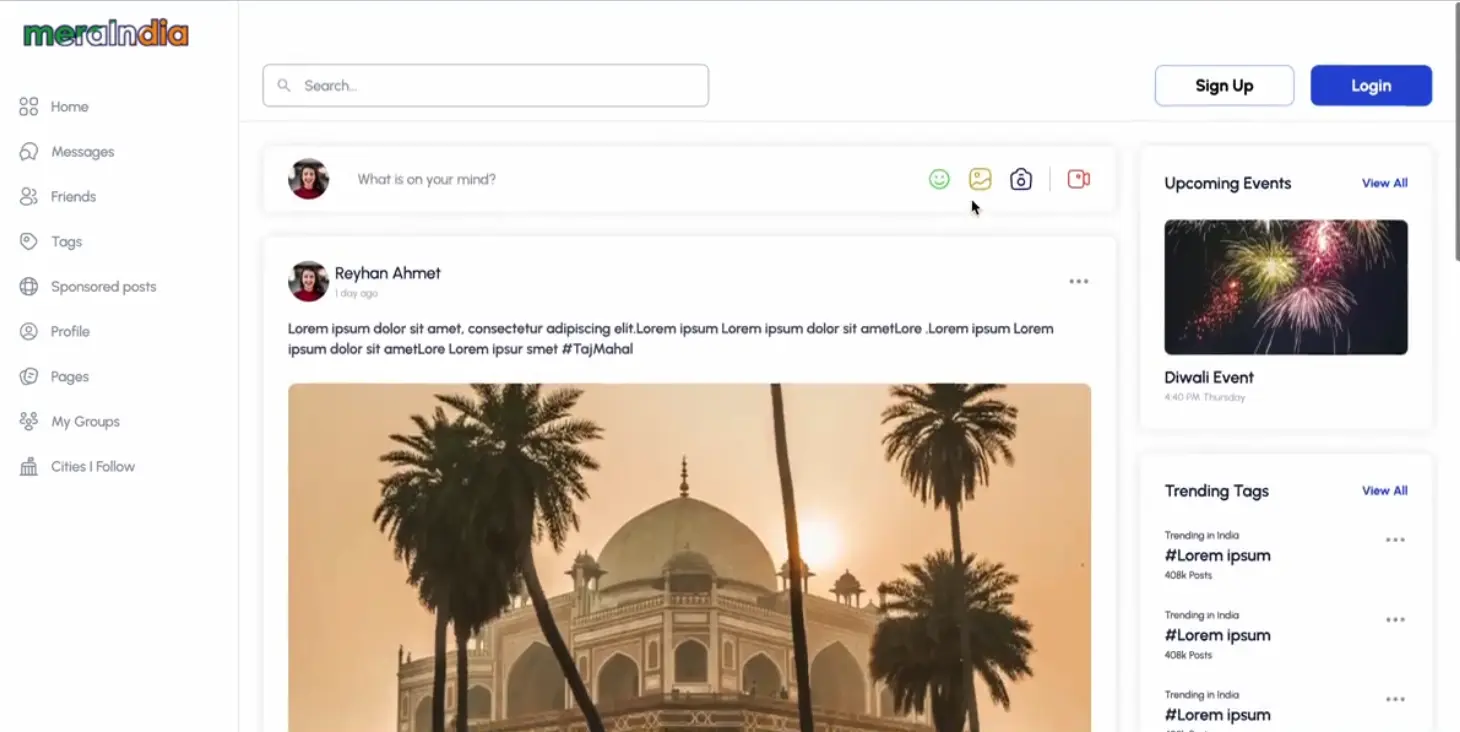 meraIndia
Search...
Sign Up
Login
Home
Messages
Friends
Tags
Sponsored posts
Profile
Pages
My Groups
Cities I Follow
What is on your mind?
Reyhan Ahmet
1 day ago
Lorem ipsum dolor sit amet, consectetur adipiscing elit.Lorem ipsum Lorem ipsum dolor sit ametLore .Lorem ipsum Lorem
ipsum dolor sit ametLore Lorem ipsur smet #TajMahal
Upcoming Events
View All
Diwali Event
4:40 PM Thursday
Trending Tags
View All
Trending in India
#Lorem ipsum
408k Posts
Trending in India
#Lorem ipsum
408k Posts
Trending in India
#Lorem ipsum